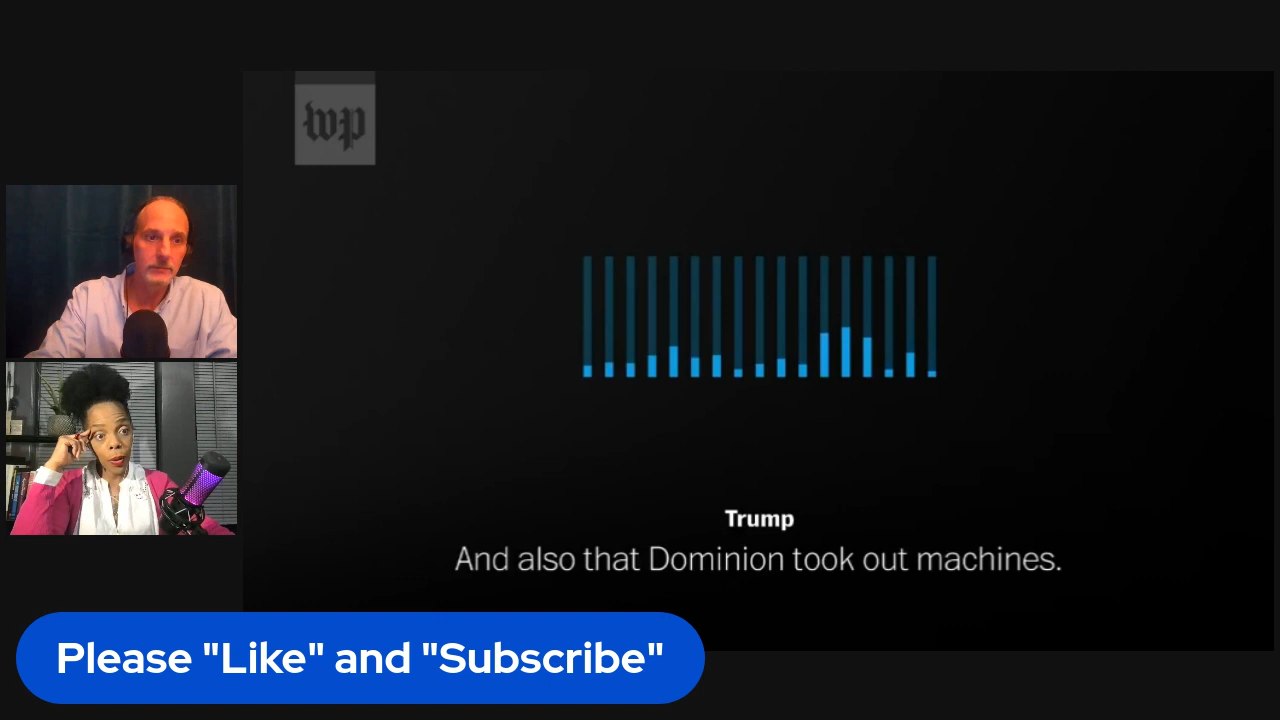 wp
Trump
And also that Dominion took out machines.
Please "Like" and "Subscribe"